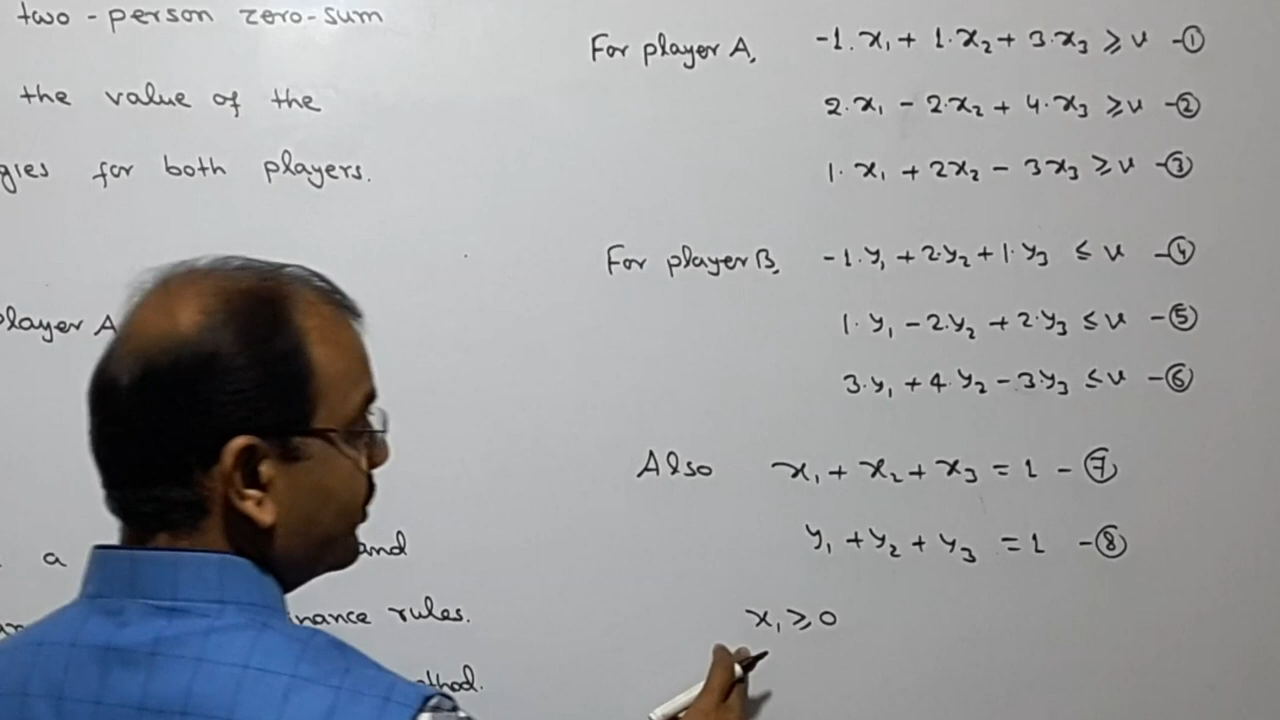 two-person zero-sum
the value of the
gies for both players.
player A
a and
nance rules.
thod.
For player A, -1.x₁ + 1.x₂ + 3.x₃ ≥ v -①
2.x₁ - 2.x₂ + 4.x₃ ≥ v -②
1.x₁ + 2x₂ - 3x₃ ≥ v -③
For player B, -1.y₁ + 2.y₂ + 1.y₃ ≤ v -④
1.y₁ - 2.y₂ + 2.y₃ ≤ v -⑤
3.y₁ + 4.y₂ - 3y₃ ≤ v -⑥
Also x₁ + x₂ + x₃ = 1 -⑦
y₁ + y₂ + y₃ = 1 -⑧
x₁ ≥ 0